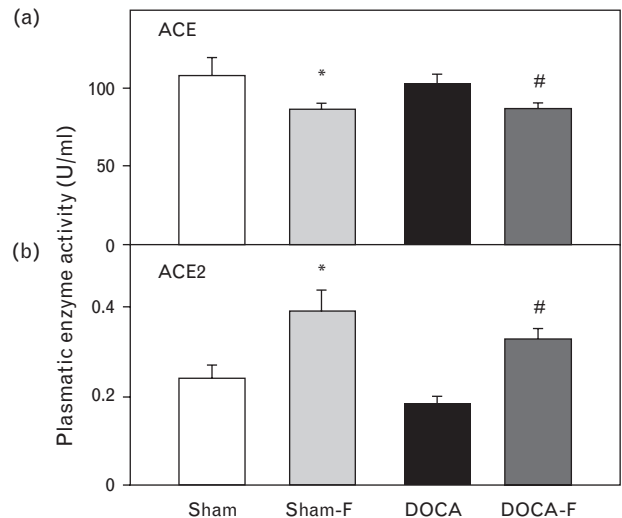 (a)
ACE
*
#
100
50
0
Plasmatic enzyme activity (U/ml)
(b)
ACE2
*
#
0.4
0.2
0
Sham Sham-F DOCA DOCA-F